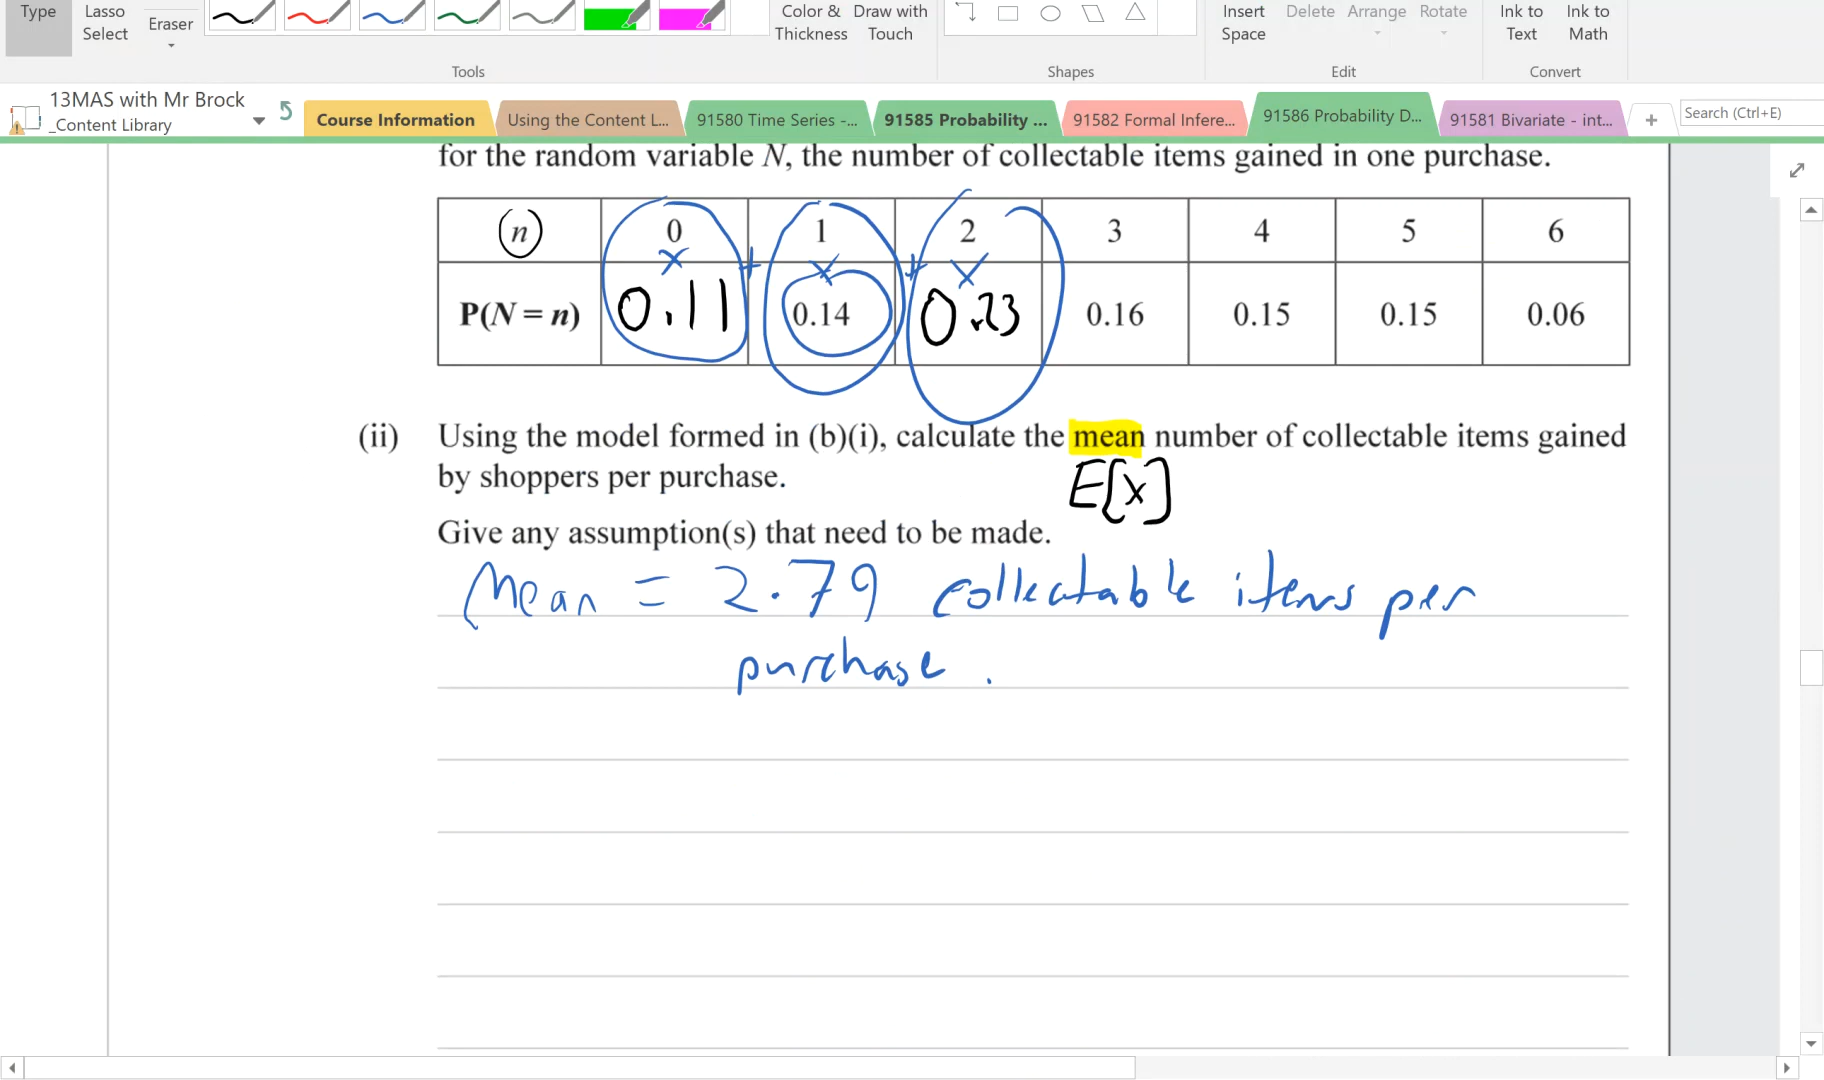 Type
Lasso
Select
Eraser
Color &
Thickness
Draw with
Touch
Insert
Space
Delete
Arrange
Rotate
Ink to
Text
Ink to
Math
Tools
Shapes
Edit
Convert
13MAS with Mr Brock
_Content Library
Course Information
Using the Content L...
91580 Time Series -...
91585 Probability ...
91582 Formal Infere...
91586 Probability D...
91581 Bivariate - int...
+
Search (Ctrl+E)
for the random variable N, the number of collectable items gained in one purchase.
n 0 1 2 3 4 5 6
x + x + x
P(N = n) 0.11 0.14 0.23 0.16 0.15 0.15 0.06
(ii) Using the model formed in (b)(i), calculate the mean number of collectable items gained
by shoppers per purchase.
E[x]
Give any assumption(s) that need to be made.
Mean = 2.79 collectable items per
purchase.